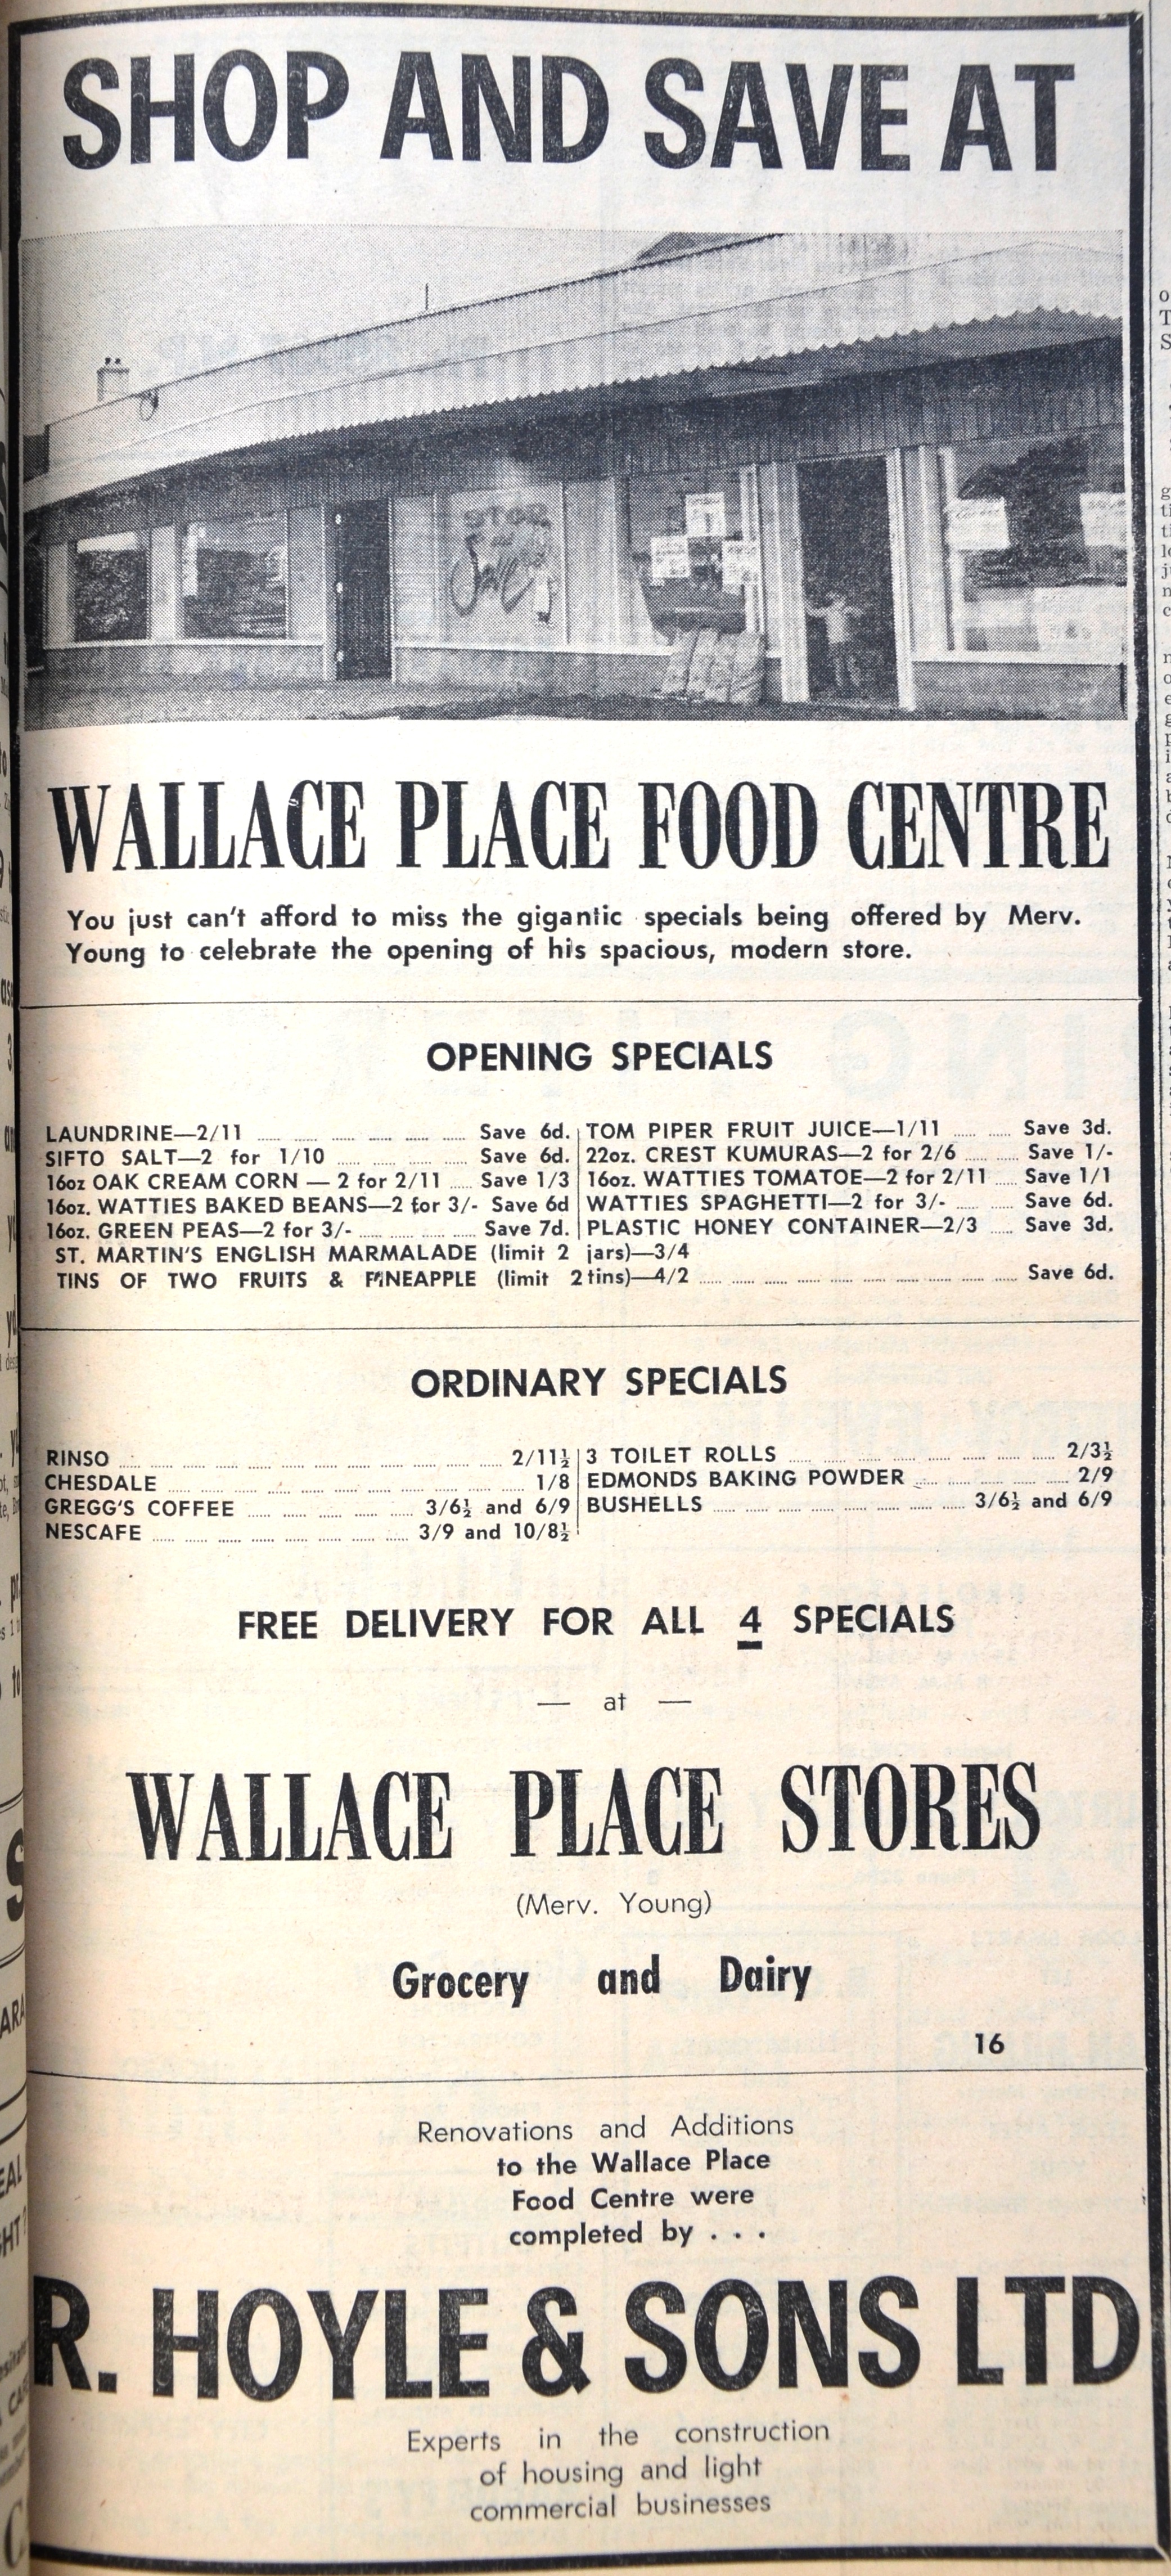 SHOP AND SAVE AT
WALLACE PLACE FOOD CENTRE
You just can't afford to miss the gigantic specials being offered by Merv.
Young to celebrate the opening of his spacious, modern store.
OPENING SPECIALS
LAUNDRINE—2/11 ........ Save 6d.
SIFTO SALT—2 for 1/10 ........ Save 6d.
16oz OAK CREAM CORN — 2 for 2/11 ..... Save 1/3
16oz. WATTIES BAKED BEANS—2 for 3/- Save 6d
16oz. GREEN PEAS—2 for 3/- ........ Save 7d.
TOM PIPER FRUIT JUICE—1/11 ........ Save 3d.
22oz. CREST KUMURAS—2 for 2/6 ........ Save 1/-
16oz. WATTIES TOMATOE—2 for 2/11 ..... Save 1/1
WATTIES SPAGHETTI—2 for 3/- ........ Save 6d.
PLASTIC HONEY CONTAINER—2/3 ..... Save 3d.
ST. MARTIN'S ENGLISH MARMALADE (limit 2 jars)—3/4
TINS OF TWO FRUITS & PINEAPPLE (limit 2 tins)—4/2 ........ Save 6d.
ORDINARY SPECIALS
RINSO ........ 2/11½
CHESDALE ........ 1/8
GREGG'S COFFEE ........ 3/6½ and 6/9
NESCAFE ........ 3/9 and 10/8½
3 TOILET ROLLS ........ 2/3½
EDMONDS BAKING POWDER ........ 2/9
BUSHELLS ........ 3/6½ and 6/9
FREE DELIVERY FOR ALL 4 SPECIALS
— at —
WALLACE PLACE STORES
(Merv. Young)
Grocery and Dairy
16
Renovations and Additions
to the Wallace Place
Food Centre were
completed by . . .
R. HOYLE & SONS LTD
Experts in the construction
of housing and light
commercial businesses